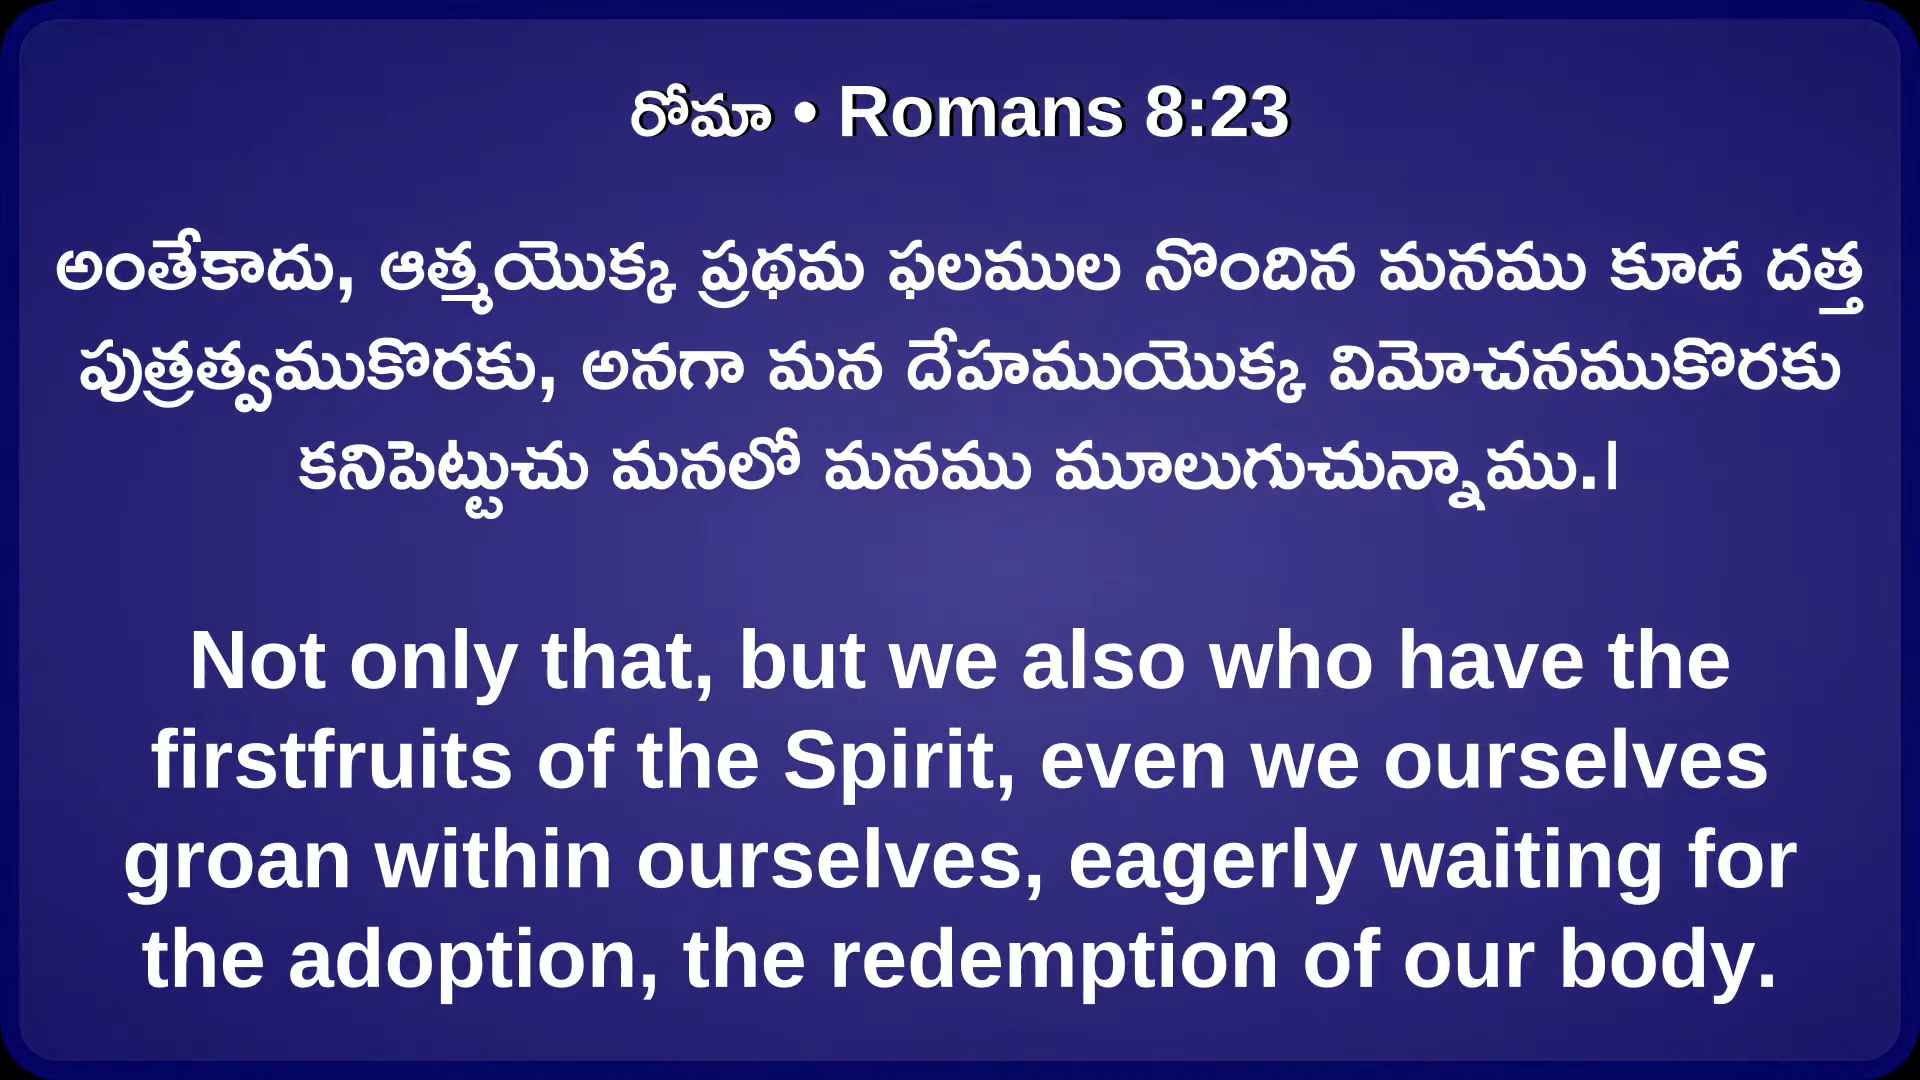 రోమా • Romans 8:23
అంతేకాదు, ఆత్మయొక్క ప్రథమ ఫలముల నొందిన మనము కూడ దత్త
పుత్రత్వముకొరకు, అనగా మన దేహముయొక్క విమోచనముకొరకు
కనిపెట్టుచు మనలో మనము మూలుగుచున్నాము.।
Not only that, but we also who have the
firstfruits of the Spirit, even we ourselves
groan within ourselves, eagerly waiting for
the adoption, the redemption of our body.